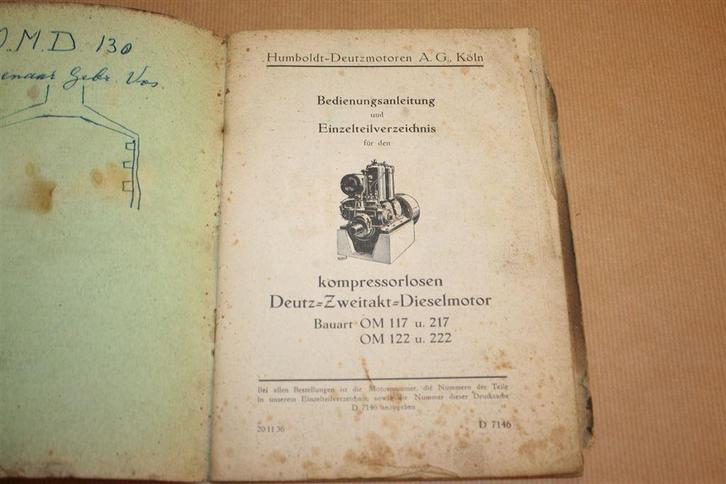 O.M.D. 130
Gebr. Vos
Humboldt-Deutzmotoren A.G., Köln
Bedienungsanleitung
und
Einzelteilverzeichnis
für den
kompressorlosen
Deutz=Zweitakt=Dieselmotor
Bauart OM 117 u. 217
OM 122 u. 222
Bei allen Bestellungen ist die Motornummer, die Nummern der Teile
in unserem Einzelteilverzeichnis, sowie die Nummer dieser Drucksache
D 7146 anzugeben
20 11 36
D 7146